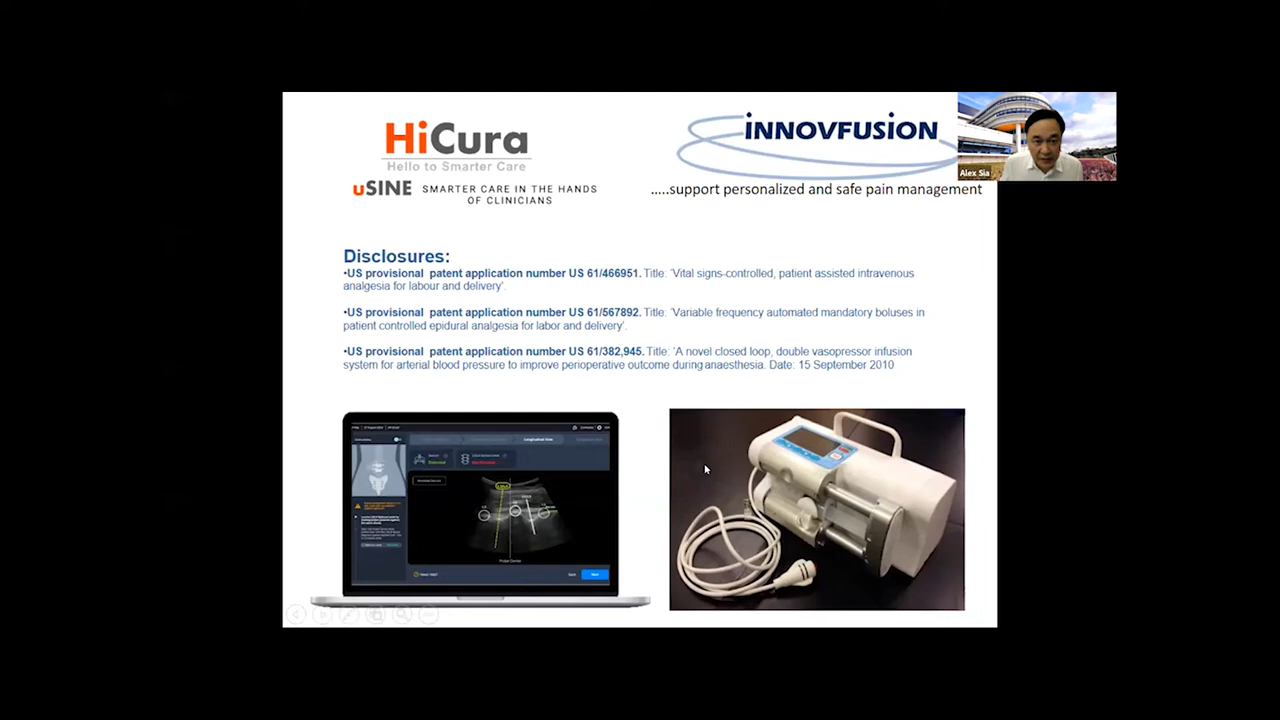 HiCura
Hello to Smarter Care
uSINE SMARTER CARE IN THE HANDS
OF CLINICIANS
INNOVFUSION
.....support personalized and safe pain management
Alex Sia
Disclosures:
•US provisional patent application number US 61/466951. Title: ‘Vital signs-controlled, patient assisted intravenous
analgesia for labour and delivery’.
•US provisional patent application number US 61/567892. Title: ‘Variable frequency automated mandatory boluses in
patient controlled epidural analgesia for labor and delivery’.
•US provisional patent application number US 61/382,945. Title: ‘A novel closed loop, double vasopressor infusion
system for arterial blood pressure to improve perioperative outcome during anaesthesia. Date: 15 September 2010
Longitudinal View